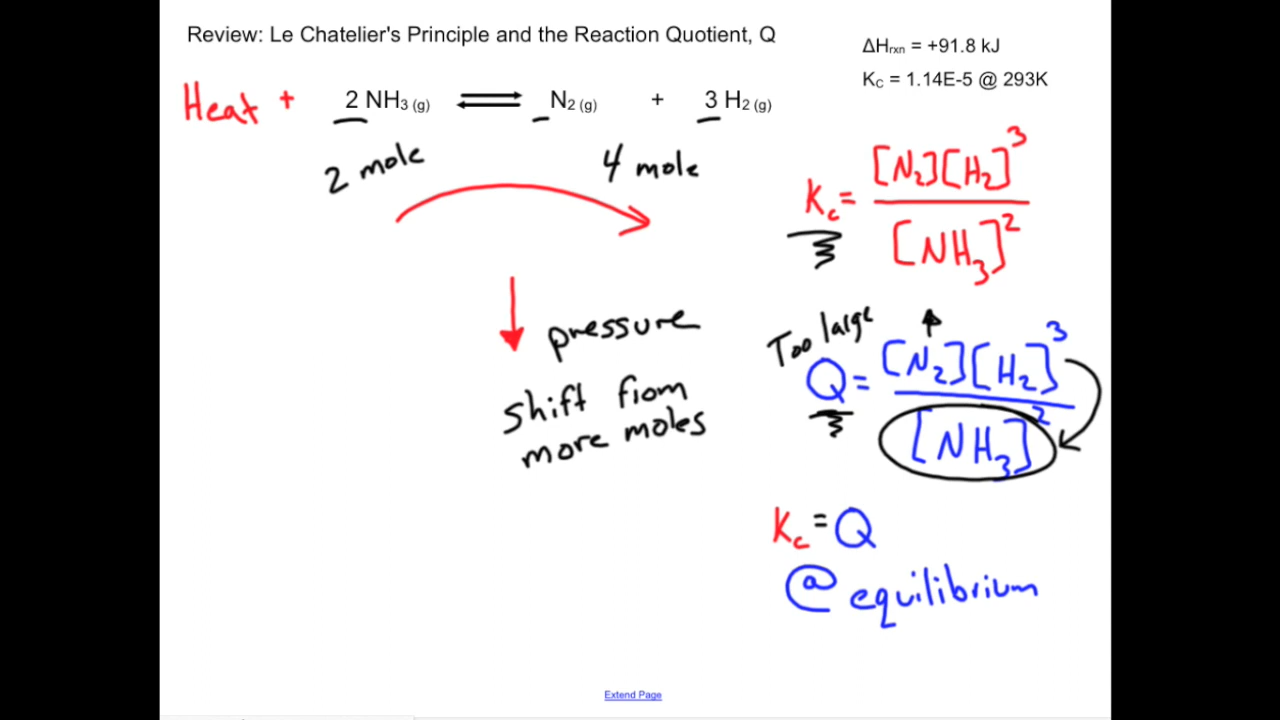 Review: Le Chatelier's Principle and the Reaction Quotient, Q
ΔHrxn = +91.8 kJ
Kc = 1.14E-5 @ 293K
Heat + 2 NH3 (g) ⇌ _N2 (g) + 3 H2 (g)
2 mole 4 mole
Kc = [N2][H2]^3
[NH3]^2
pressure
shift from
more moles
Too large
Q = [N2][H2]^3
[NH3]^2
Kc = Q
@ equilibrium
Extend Page